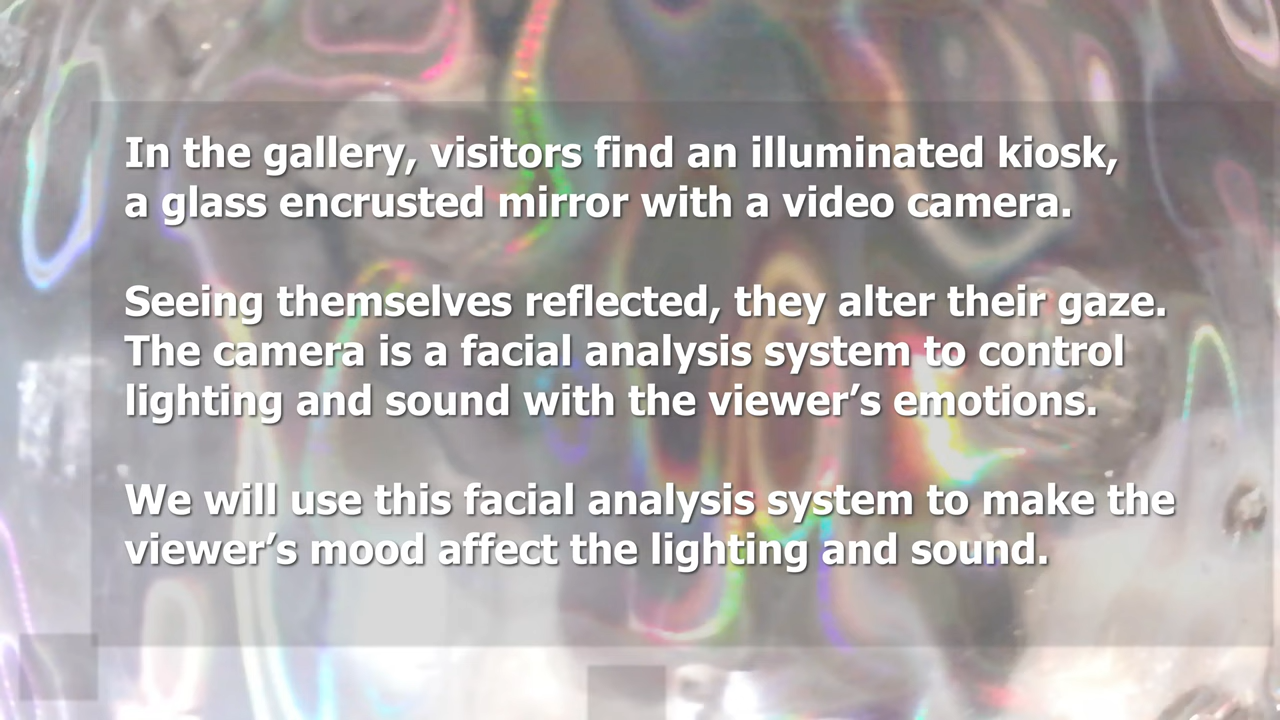 In the gallery, visitors find an illuminated kiosk,
a glass encrusted mirror with a video camera.
Seeing themselves reflected, they alter their gaze.
The camera is a facial analysis system to control
lighting and sound with the viewer’s emotions.
We will use this facial analysis system to make the
viewer’s mood affect the lighting and sound.